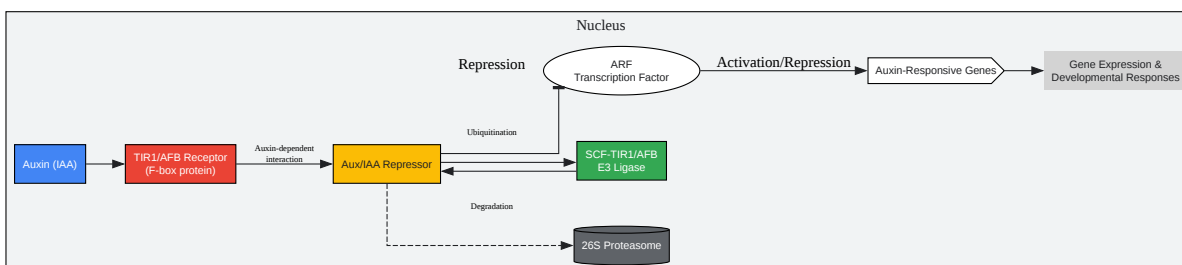 Nucleus
Repression
ARF
Transcription Factor
Activation/Repression
Auxin-Responsive Genes
Gene Expression &
Developmental Responses
Auxin (IAA)
TIR1/AFB Receptor
(F-box protein)
Auxin-dependent
interaction
Aux/IAA Repressor
Ubiquitination
SCF-TIR1/AFB
E3 Ligase
Degradation
26S Proteasome